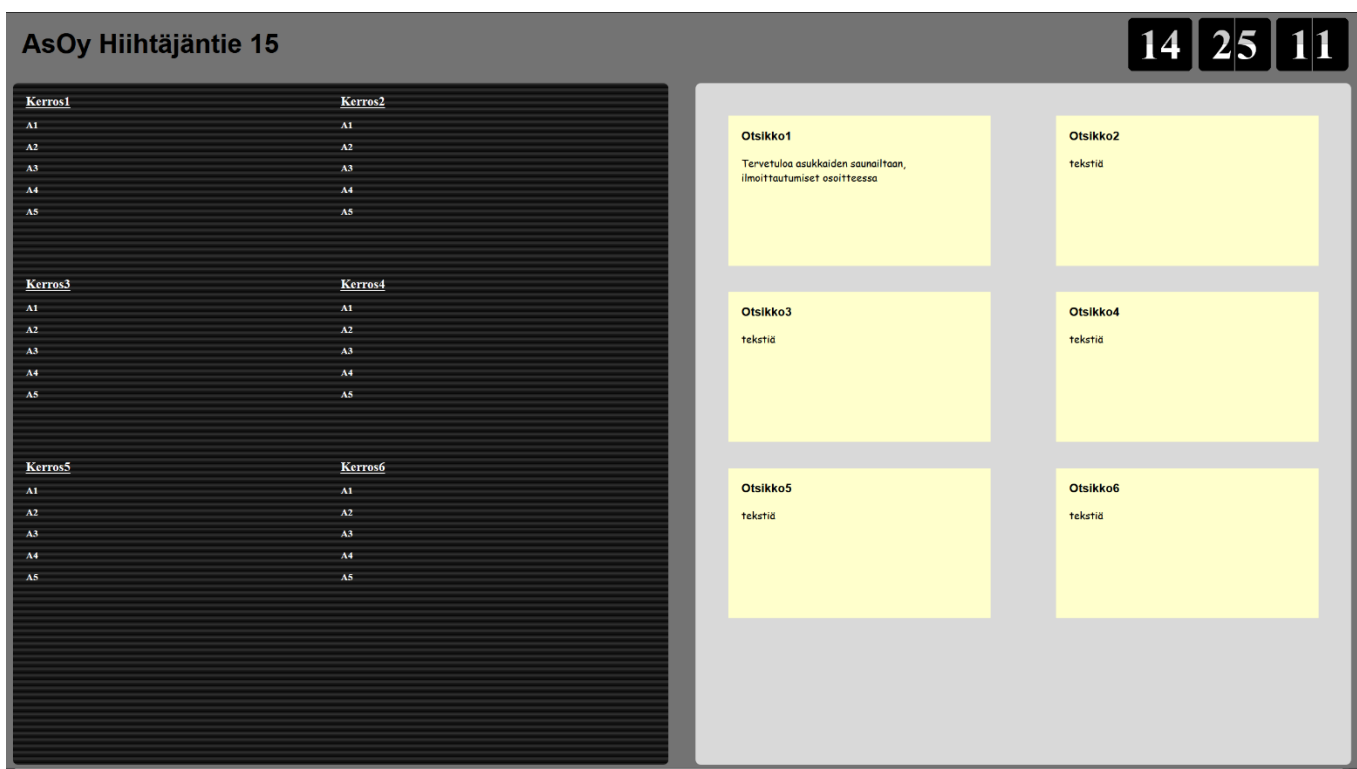 AsOy Hiihtäjäntie 15
14 25 11
Kerros1
A1
A2
A3
A4
A5
Kerros2
A1
A2
A3
A4
A5
Kerros3
A1
A2
A3
A4
A5
Kerros4
A1
A2
A3
A4
A5
Kerros5
A1
A2
A3
A4
A5
Kerros6
A1
A2
A3
A4
A5
Otsikko1
Tervetuloa asukkaiden saunailtaan,
ilmoittautumiset osoitteessa
Otsikko2
tekstiä
Otsikko3
tekstiä
Otsikko4
tekstiä
Otsikko5
tekstiä
Otsikko6
tekstiä